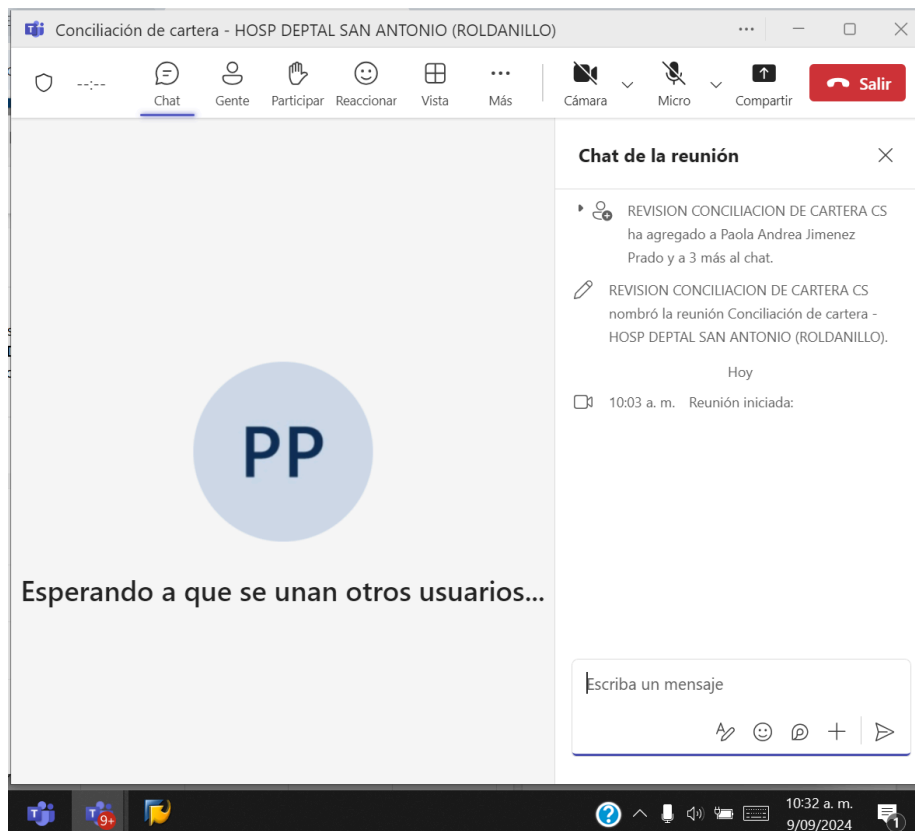 Conciliación de cartera - HOSP DEPTAL SAN ANTONIO (ROLDANILLO)
--:--
Chat
Gente
Participar
Reaccionar
Vista
Más
Cámara
Micro
Compartir
Salir
Chat de la reunión
REVISION CONCILIACION DE CARTERA CS
ha agregado a Paola Andrea Jimenez
Prado y a 3 más al chat.
REVISION CONCILIACION DE CARTERA CS
nombró la reunión Conciliación de cartera -
HOSP DEPTAL SAN ANTONIO (ROLDANILLO).
Hoy
10:03 a. m. Reunión iniciada:
PP
Esperando a que se unan otros usuarios...
Escriba un mensaje
9+
10:32 a. m.
9/09/2024
1